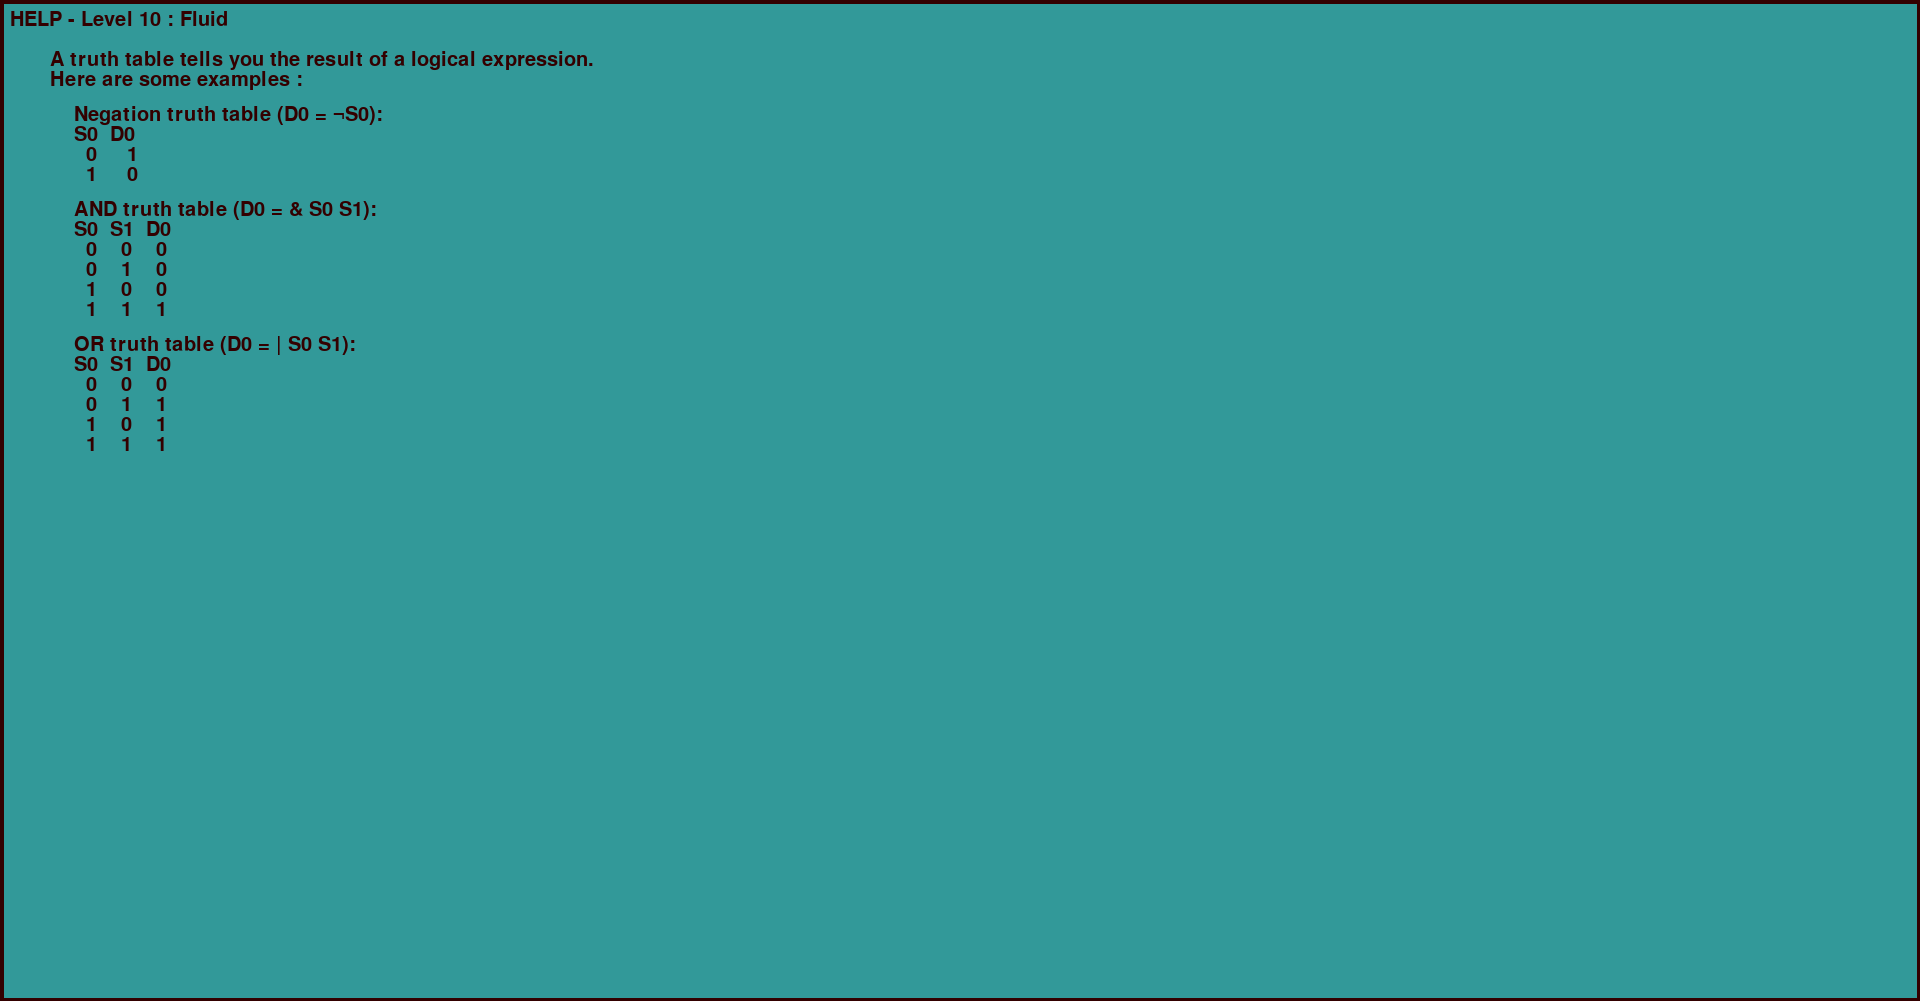 HELP - Level 10 : Fluid
A truth table tells you the result of a logical expression.
Here are some examples :
Negation truth table (D0 = ¬S0):
S0 D0
0 1
1 0
AND truth table (D0 = & S0 S1):
S0 S1 D0
0 0 0
0 1 0
1 0 0
1 1 1
OR truth table (D0 = | S0 S1):
S0 S1 D0
0 0 0
0 1 1
1 0 1
1 1 1